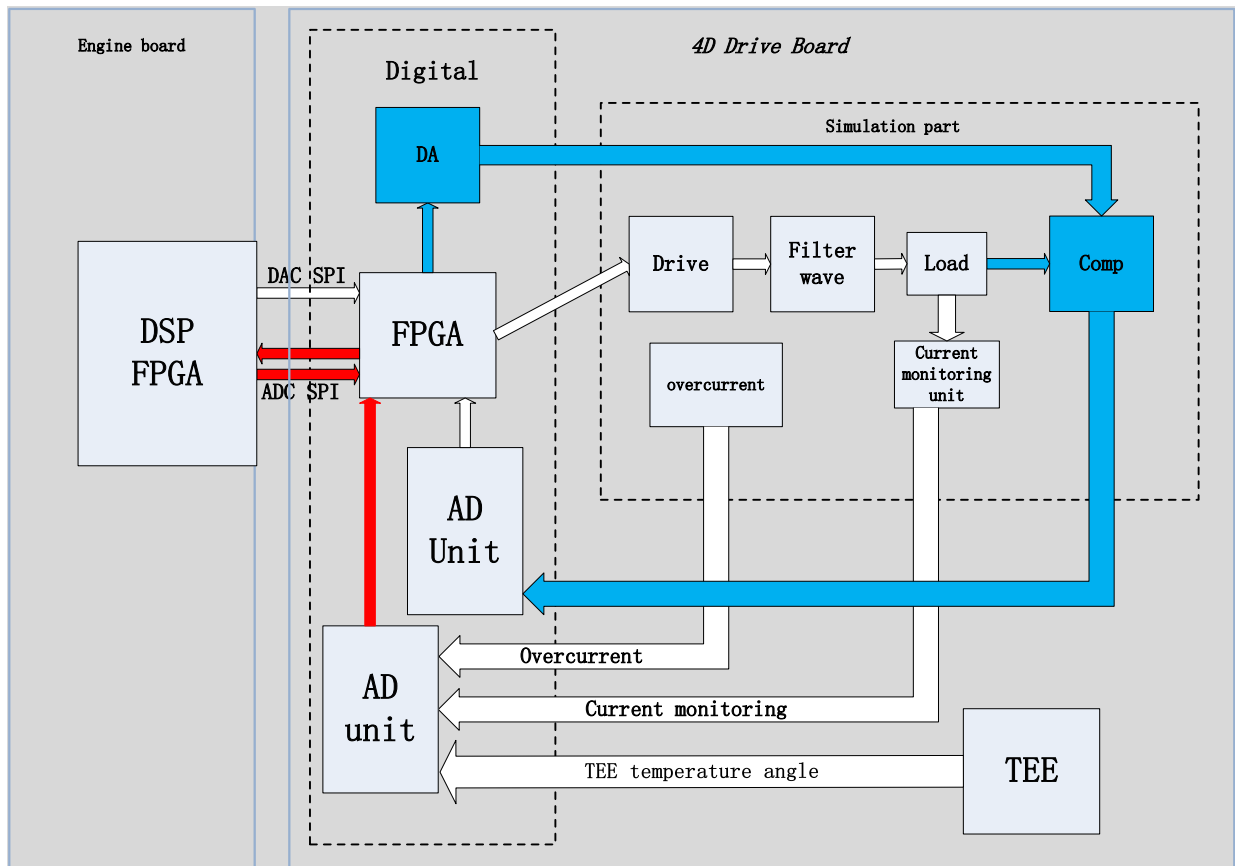 Engine board
4D Drive Board
Digital
Simulation part
DA
Drive
Filter
wave
Load
Comp
DAC SPI
DSP
FPGA
FPGA
ADC SPI
overcurrent
Current
monitoring
unit
AD
Unit
Overcurrent
AD
unit
Current monitoring
TEE temperature angle
TEE